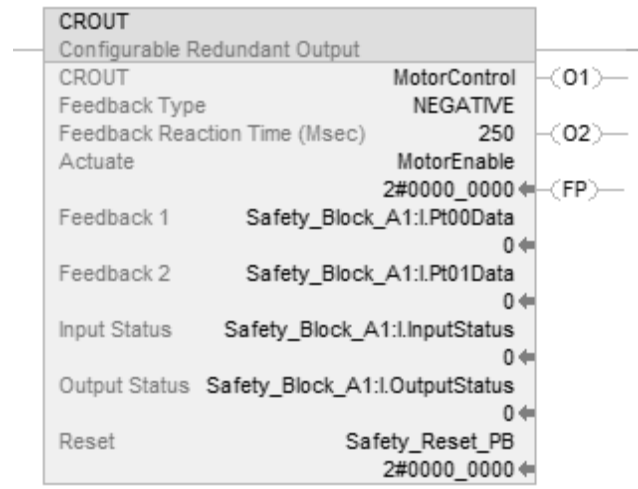 CROUT
Configurable Redundant Output
CROUT MotorControl (O1)
Feedback Type NEGATIVE
Feedback Reaction Time (Msec) 250 (O2)
Actuate MotorEnable
2#0000_0000 (FP)
Feedback 1 Safety_Block_A1:I.Pt00Data
0
Feedback 2 Safety_Block_A1:I.Pt01Data
0
Input Status Safety_Block_A1:I.InputStatus
0
Output Status Safety_Block_A1:I.OutputStatus
0
Reset Safety_Reset_PB
2#0000_0000